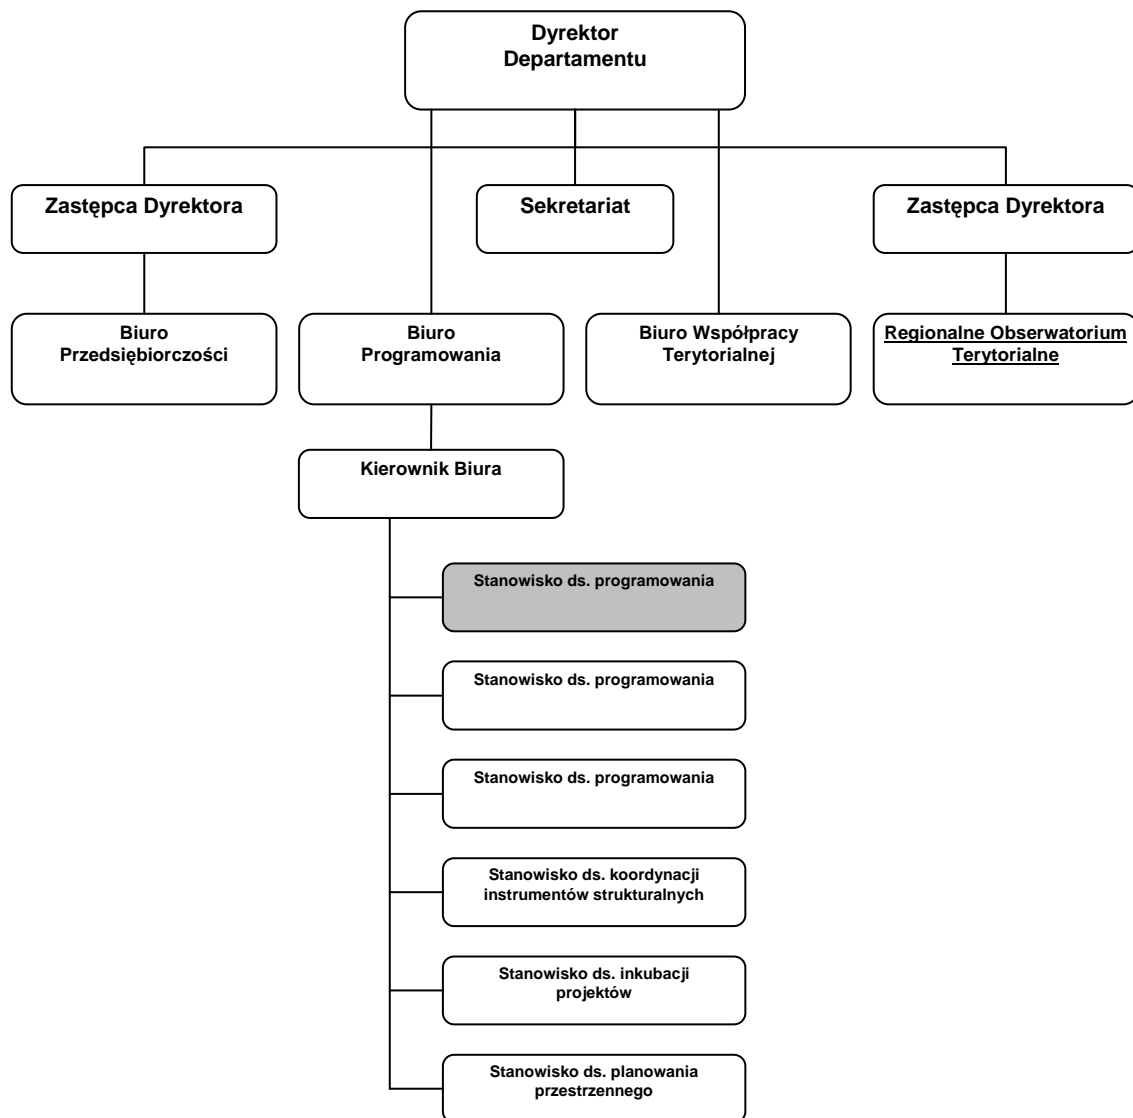 Dyrektor
Departamentu
Zastępca Dyrektora
Sekretariat
Zastępca Dyrektora
Biuro
Przedsiębiorczości
Biuro
Programowania
Biuro Współpracy
Terytorialnej
Regionalne Obserwatorium
Terytorialne
Kierownik Biura
Stanowisko ds. programowania
Stanowisko ds. programowania
Stanowisko ds. programowania
Stanowisko ds. koordynacji
instrumentów strukturalnych
Stanowisko ds. inkubacji
projektów
Stanowisko ds. planowania
przestrzennego